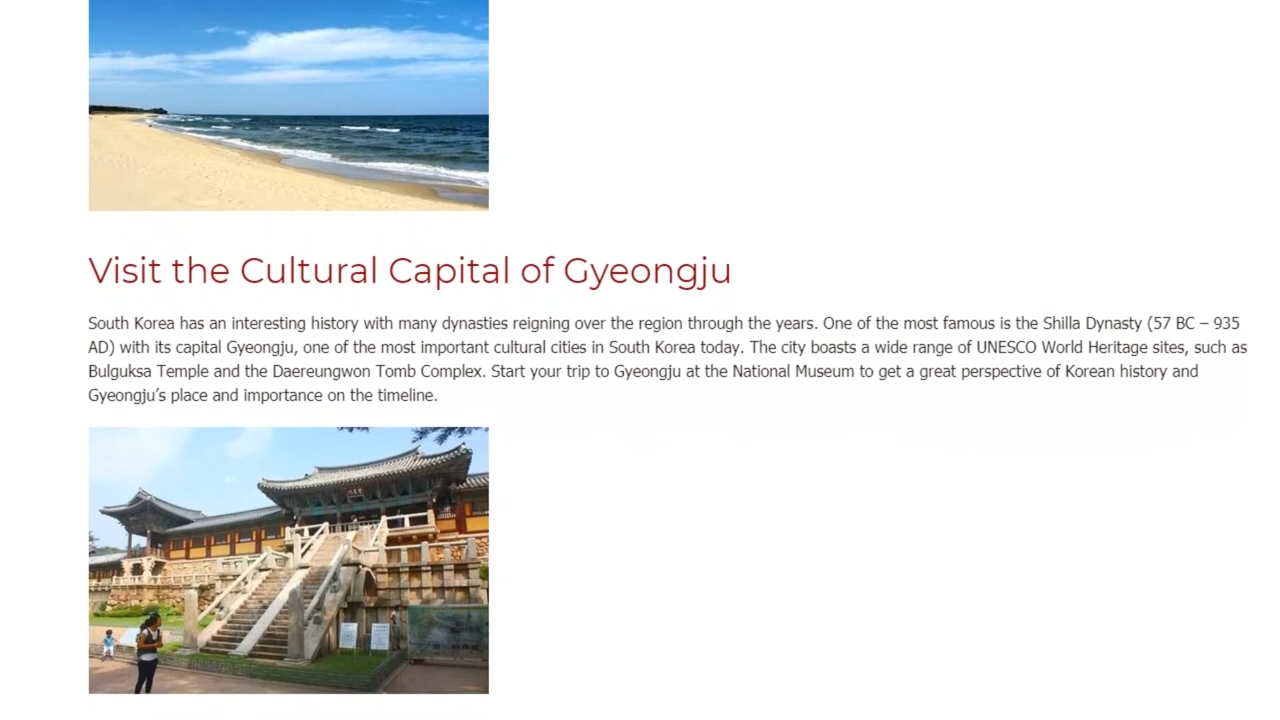 Visit the Cultural Capital of Gyeongju
South Korea has an interesting history with many dynasties reigning over the region through the years. One of the most famous is the Shilla Dynasty (57 BC – 935
AD) with its capital Gyeongju, one of the most important cultural cities in South Korea today. The city boasts a wide range of UNESCO World Heritage sites, such as
Bulguksa Temple and the Daereungwon Tomb Complex. Start your trip to Gyeongju at the National Museum to get a great perspective of Korean history and
Gyeongju’s place and importance on the timeline.